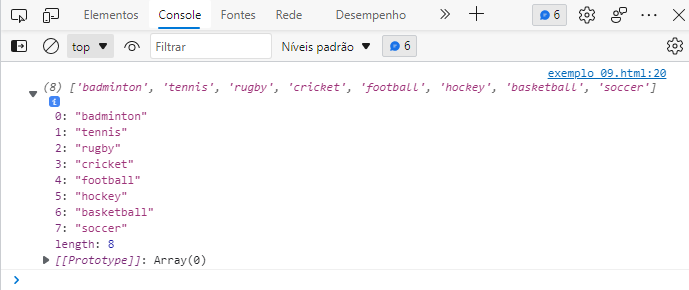 Elementos Console Fontes Rede Desempenho 6
top Filtrar Níveis padrão 6
exemplo 09.html:20
(8) ['badminton', 'tennis', 'rugby', 'cricket', 'football', 'hockey', 'basketball', 'soccer']
i
0: "badminton"
1: "tennis"
2: "rugby"
3: "cricket"
4: "football"
5: "hockey"
6: "basketball"
7: "soccer"
length: 8
[[Prototype]]: Array(0)